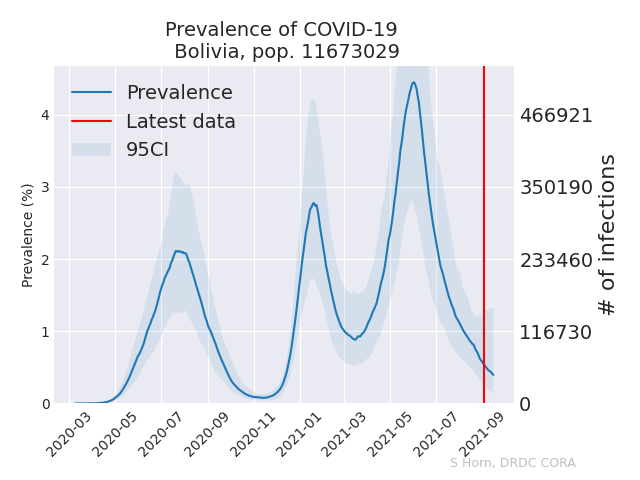 Prevalence of COVID-19
Bolivia, pop. 11673029
Prevalence
Latest data
95CI
Prevalence (%)
4
3
2
1
0
466921
350190
233460
116730
0
# of infections
2020-03
2020-05
2020-07
2020-09
2020-11
2021-01
2021-03
2021-05
2021-07
2021-09
S Horn, DRDC CORA